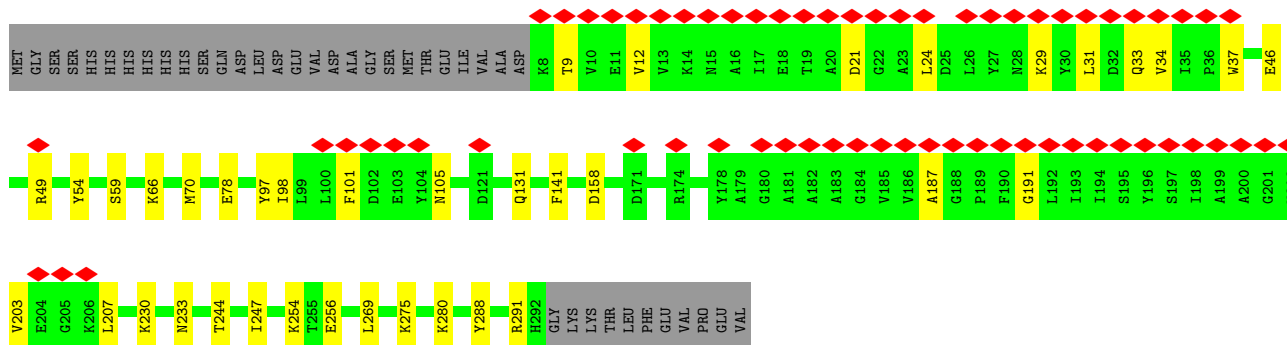 MET GLY SER SER HIS HIS HIS HIS HIS HIS SER GLN ASP LEU ASP GLU VAL ASP ALA GLY SER MET THR GLU ILE VAL ALA ASP K8 T9 V10 E11 V12 V13 K14 N15 A16 I17 E18 T19 A20 D21 G22 A23 L24 D25 L26 Y27 N28 K29 Y30 L31 D32 Q33 V34 I35 P36 W37 E46
R49 Y54 S59 K66 M70 E78 Y97 I98 L99 L100 F101 D102 E103 Y104 N105 D121 Q131 F141 D158 D171 R174 Y178 A179 G180 A181 A182 A183 G184 V185 V186 A187 G188 P189 F190 G191 L192 I193 I194 S195 Y196 S197 I198 A199 A200 G201
V203 E204 G205 K206 L207 K230 N233 T244 I247 K254 T255 E256 L269 K275 K280 Y288 R291 H292 GLY LYS LYS THR LEU PHE GLU VAL PRO GLU VAL